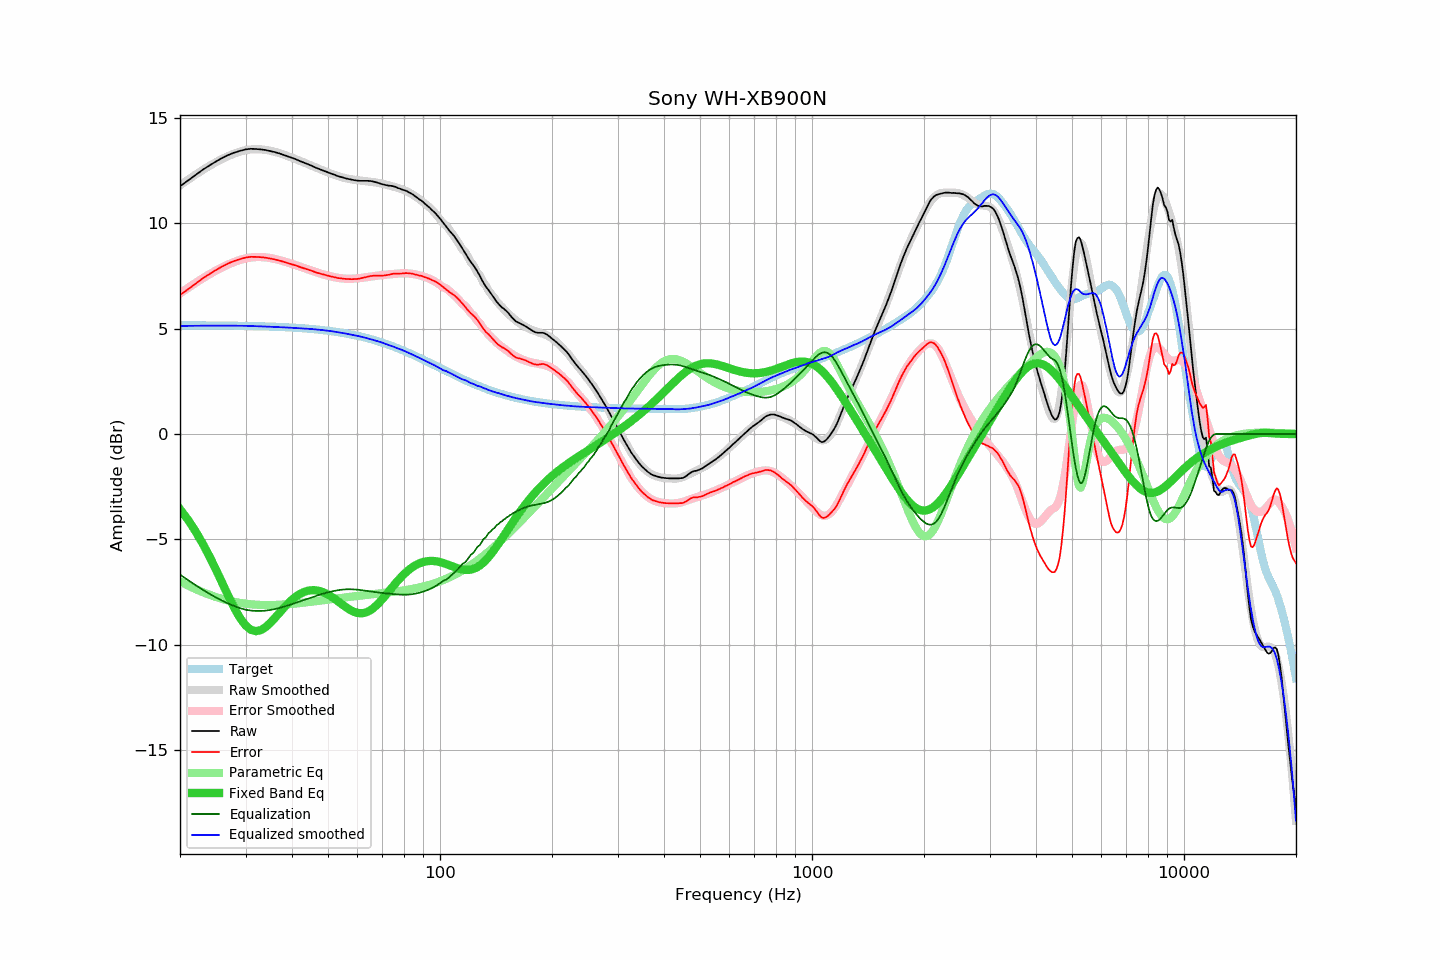 Sony WH-XB900N
15
10
5
0
−5
−10
−15
Amplitude (dBr)
Target
Raw Smoothed
Error Smoothed
Raw
Error
Parametric Eq
Fixed Band Eq
Equalization
Equalized smoothed
100
1000
10000
Frequency (Hz)